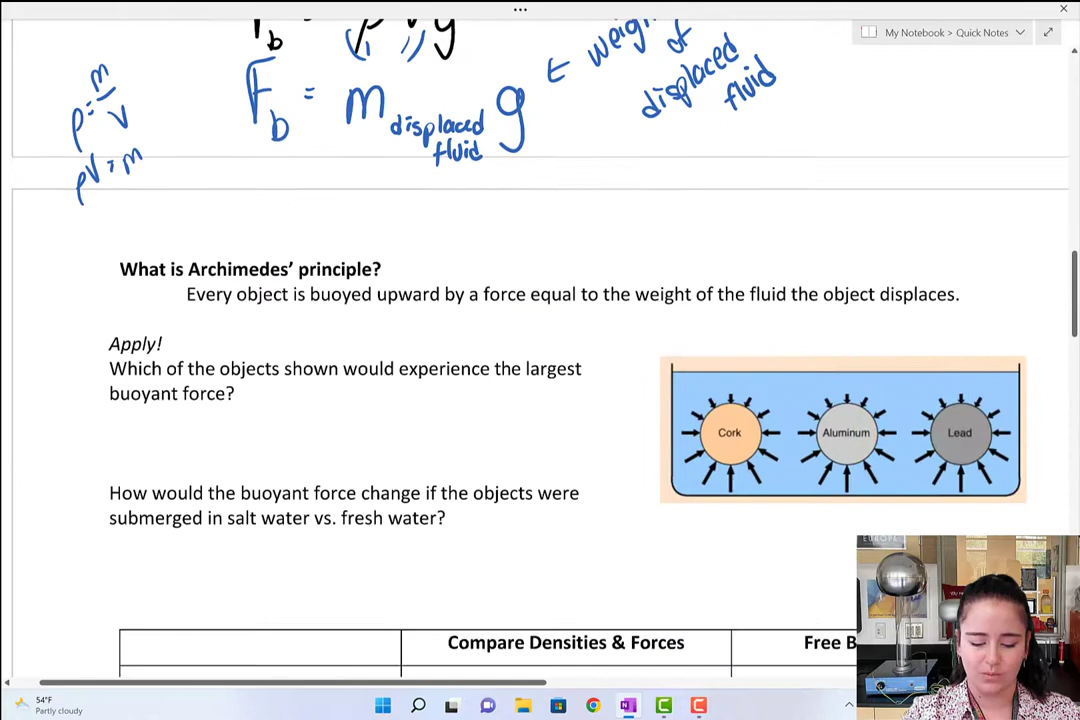 My Notebook > Quick Notes
F_b = m displaced fluid g ← weight of displaced fluid
ρ = m/V
ρV = m
What is Archimedes' principle?
Every object is buoyed upward by a force equal to the weight of the fluid the object displaces.
Apply!
Which of the objects shown would experience the largest
buoyant force?
Cork Aluminum Lead
How would the buoyant force change if the objects were
submerged in salt water vs. fresh water?
EUROPE
Compare Densities & Forces
Free B
54°F
Partly cloudy